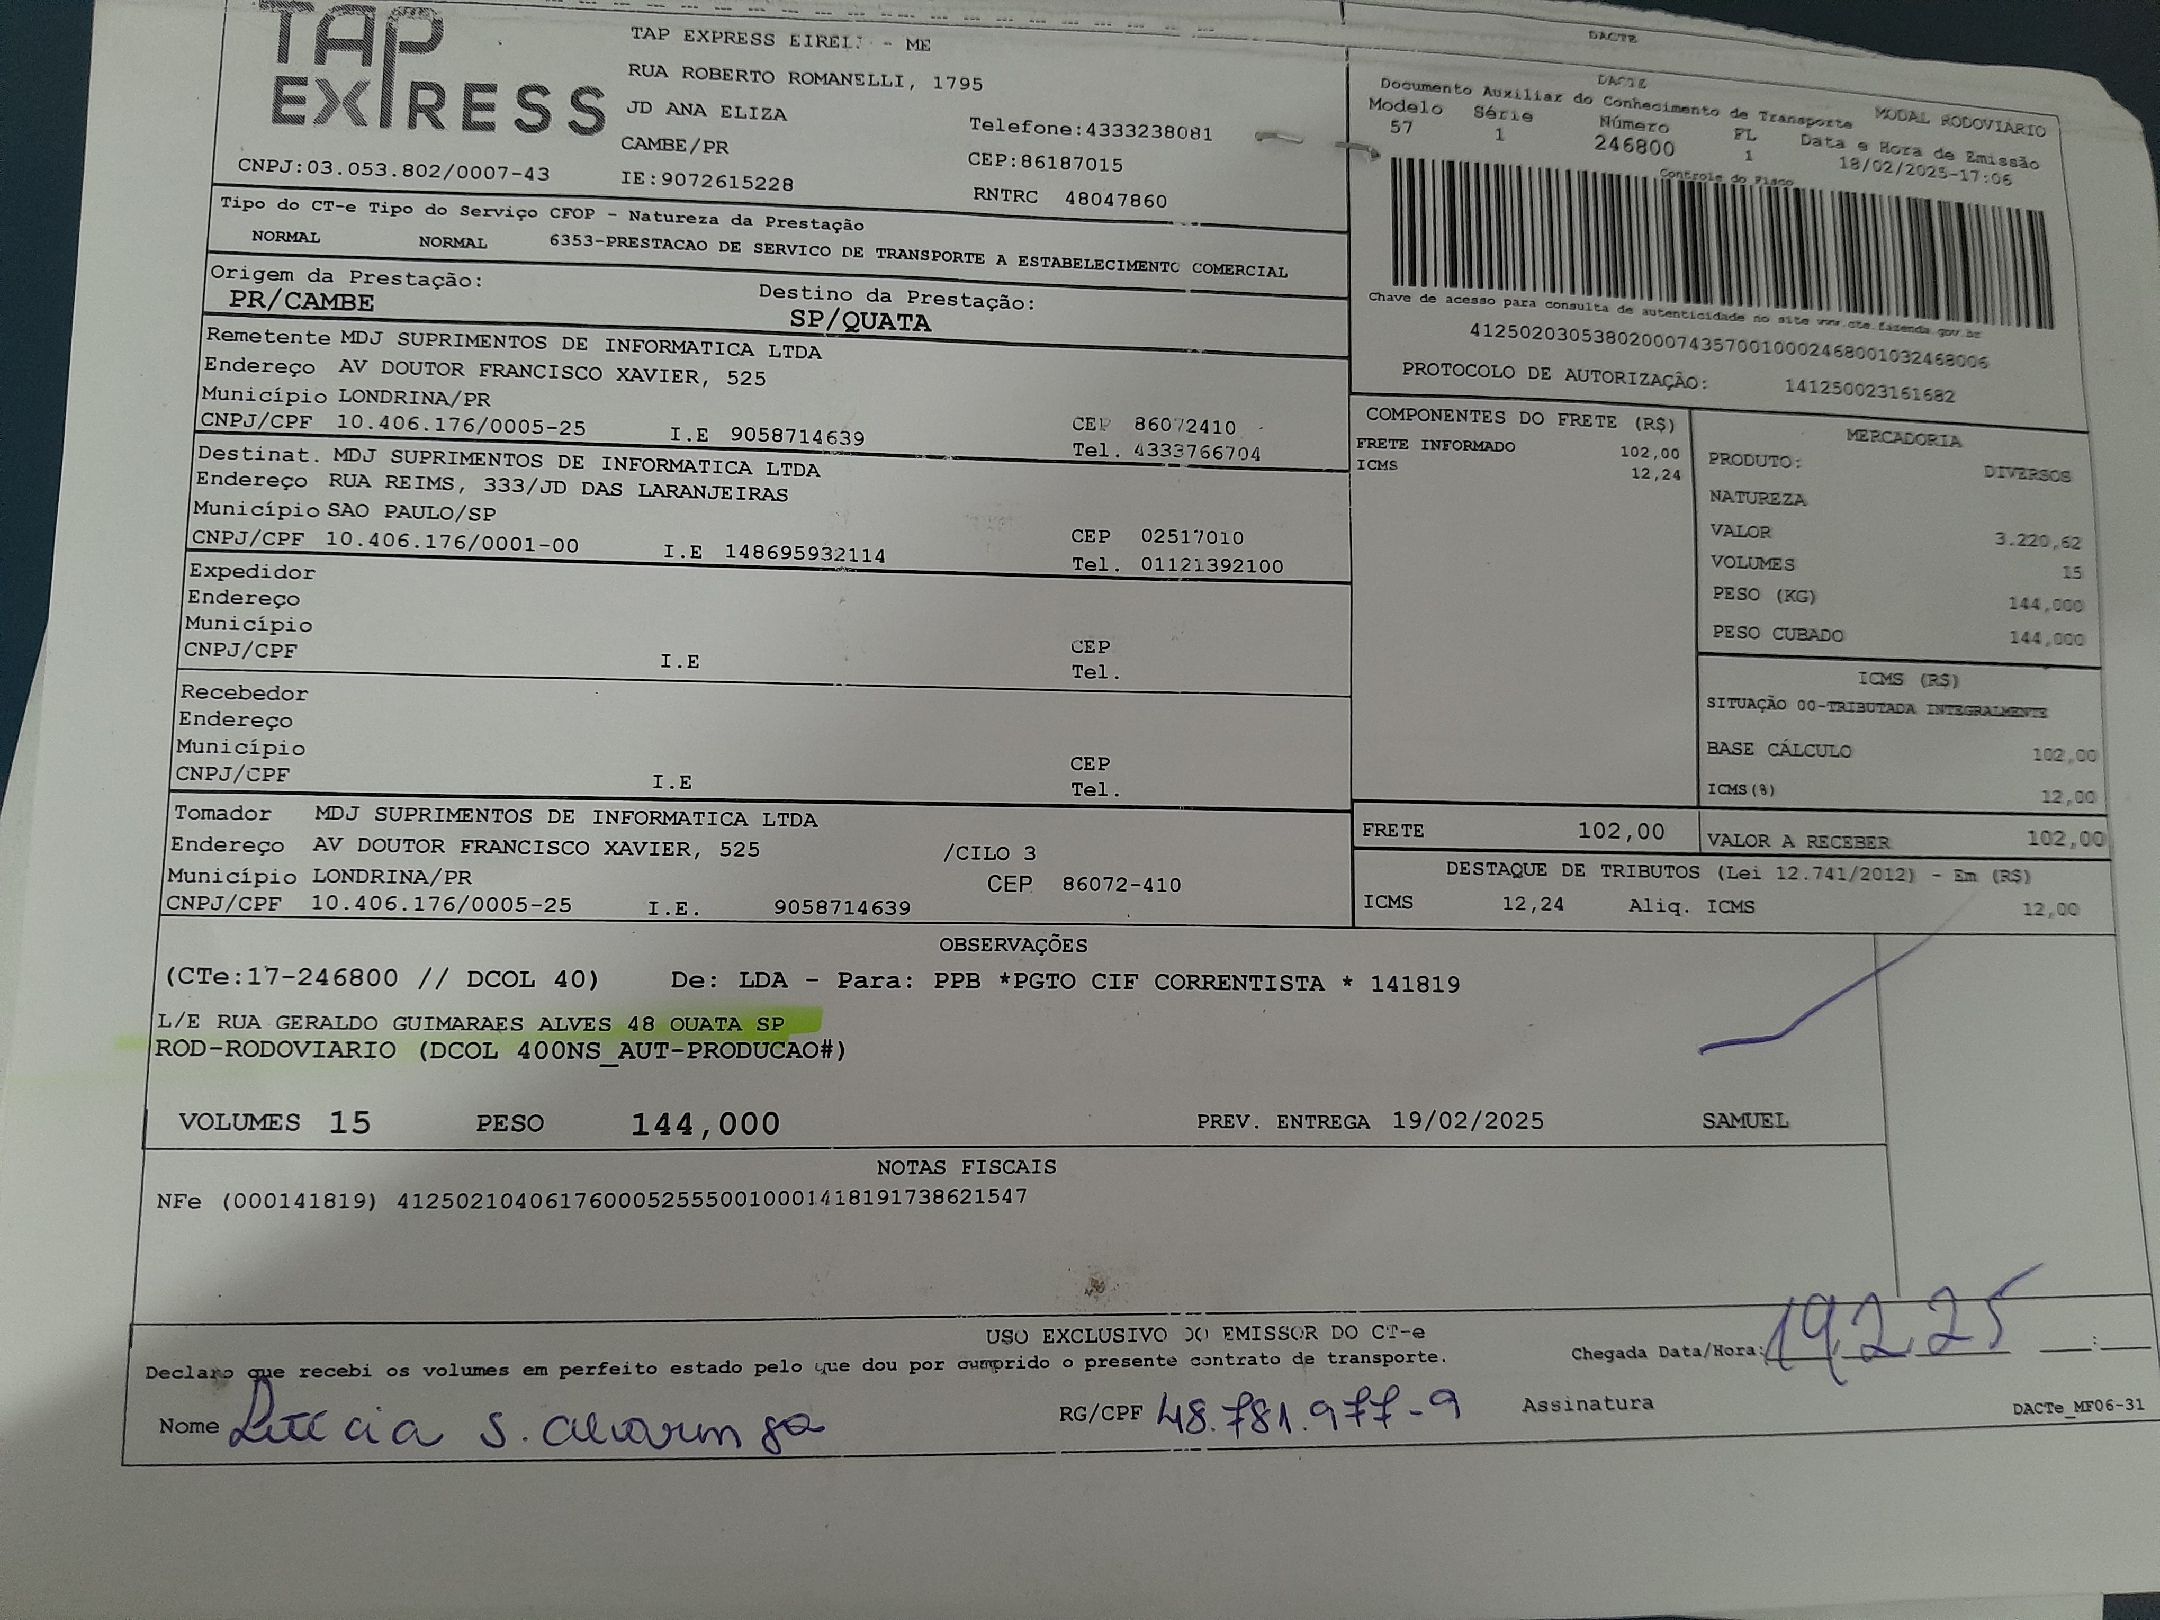 TAP EXPRESS
TAP EXPRESS EIRELI - ME
RUA ROBERTO ROMANELLI, 1795
JD ANA ELIZA
CAMBE/PR
Telefone:4333238081
CEP:86187015
CNPJ:03.053.802/0007-43
IE:9072615228
RNTRC 48047860
DACTE
DACTE
Documento Auxiliar do Conhecimento de Transporte
MODAL RODOVIÁRIO
Modelo Série Número FL Data e Hora de Emissão
57 1 246800 1 18/02/2025-17:06
Controle do Fisco
Chave de acesso para consulta de autenticidade no site www.cte.fazenda.gov.br
41250203053802000743570010002468001032468006
PROTOCOLO DE AUTORIZAÇÃO: 141250023161682
Tipo do CT-e Tipo do Serviço CFOP - Natureza da Prestação
NORMAL NORMAL 6353-PRESTACAO DE SERVICO DE TRANSPORTE A ESTABELECIMENTO COMERCIAL
Origem da Prestação: Destino da Prestação:
PR/CAMBE SP/QUATA
Remetente MDJ SUPRIMENTOS DE INFORMATICA LTDA
Endereço AV DOUTOR FRANCISCO XAVIER, 525
Município LONDRINA/PR CEP 86072410
CNPJ/CPF 10.406.176/0005-25 I.E 9058714639 Tel. 4333766704
Destinat. MDJ SUPRIMENTOS DE INFORMATICA LTDA
Endereço RUA REIMS, 333/JD DAS LARANJEIRAS
Município SAO PAULO/SP CEP 02517010
CNPJ/CPF 10.406.176/0001-00 I.E 148695932114 Tel. 01121392100
Expedidor
Endereço
Município CEP
CNPJ/CPF I.E Tel.
Recebedor
Endereço
Município CEP
CNPJ/CPF I.E Tel.
Tomador MDJ SUPRIMENTOS DE INFORMATICA LTDA
Endereço AV DOUTOR FRANCISCO XAVIER, 525 /CILO 3
Município LONDRINA/PR CEP 86072-410
CNPJ/CPF 10.406.176/0005-25 I.E. 9058714639
COMPONENTES DO FRETE (R$)
FRETE INFORMADO 102,00
ICMS 12,24
MERCADORIA
PRODUTO: DIVERSOS
NATUREZA
VALOR 3.220,62
VOLUMES 15
PESO (KG) 144,000
PESO CUBADO 144,000
ICMS (R$)
SITUAÇÃO 00-TRIBUTADA INTEGRALMENTE
BASE CÁLCULO 102,00
ICMS(%) 12,00
FRETE 102,00 VALOR A RECEBER 102,00
DESTAQUE DE TRIBUTOS (Lei 12.741/2012) - Em (R$)
ICMS 12,24 Aliq. ICMS 12,00
OBSERVAÇÕES
(CTe:17-246800 // DCOL 40) De: LDA - Para: PPB *PGTO CIF CORRENTISTA * 141819
L/E RUA GERALDO GUIMARAES ALVES 48 QUATA SP
ROD-RODOVIARIO (DCOL 400NS_AUT-PRODUCAO#)
VOLUMES 15 PESO 144,000 PREV. ENTREGA 19/02/2025 SAMUEL
NOTAS FISCAIS
NFe (000141819) 41250210406176000525550010001418191738621547
USO EXCLUSIVO DO EMISSOR DO CT-e
Declaro que recebi os volumes em perfeito estado pelo que dou por cumprido o presente contrato de transporte.
Chegada Data/Hora: 19 2 25 :
Nome Leticia S. Alvarenga RG/CPF 48.781.977-9 Assinatura
DACTe_MF06-31